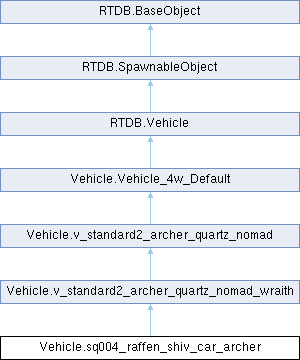 RTDB.BaseObject
RTDB.SpawnableObject
RTDB.Vehicle
Vehicle.Vehicle_4w_Default
Vehicle.v_standard2_archer_quartz_nomad
Vehicle.v_standard2_archer_quartz_nomad_wraith
Vehicle.sq004_raffen_shiv_car_archer